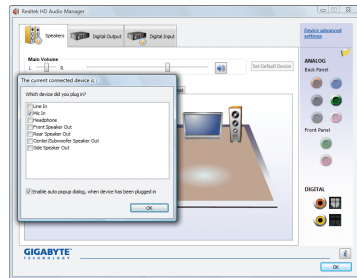 Realtek HD Audio Manager
Speakers
Digital Output
Digital Input
Device advanced
settings
Main Volume
L
R
Set Default Device
ANALOG
Back Panel
The current connected device is :
Which device did you plug in?
Line In
Mic In
Headphone
Front Speaker Out
Rear Speaker Out
Center/Subwoofer Speaker Out
Side Speaker Out
Front Panel
Enable auto popup dialog, when device has been plugged in
OK
DIGITAL
GIGABYTE
TECHNOLOGY
OK